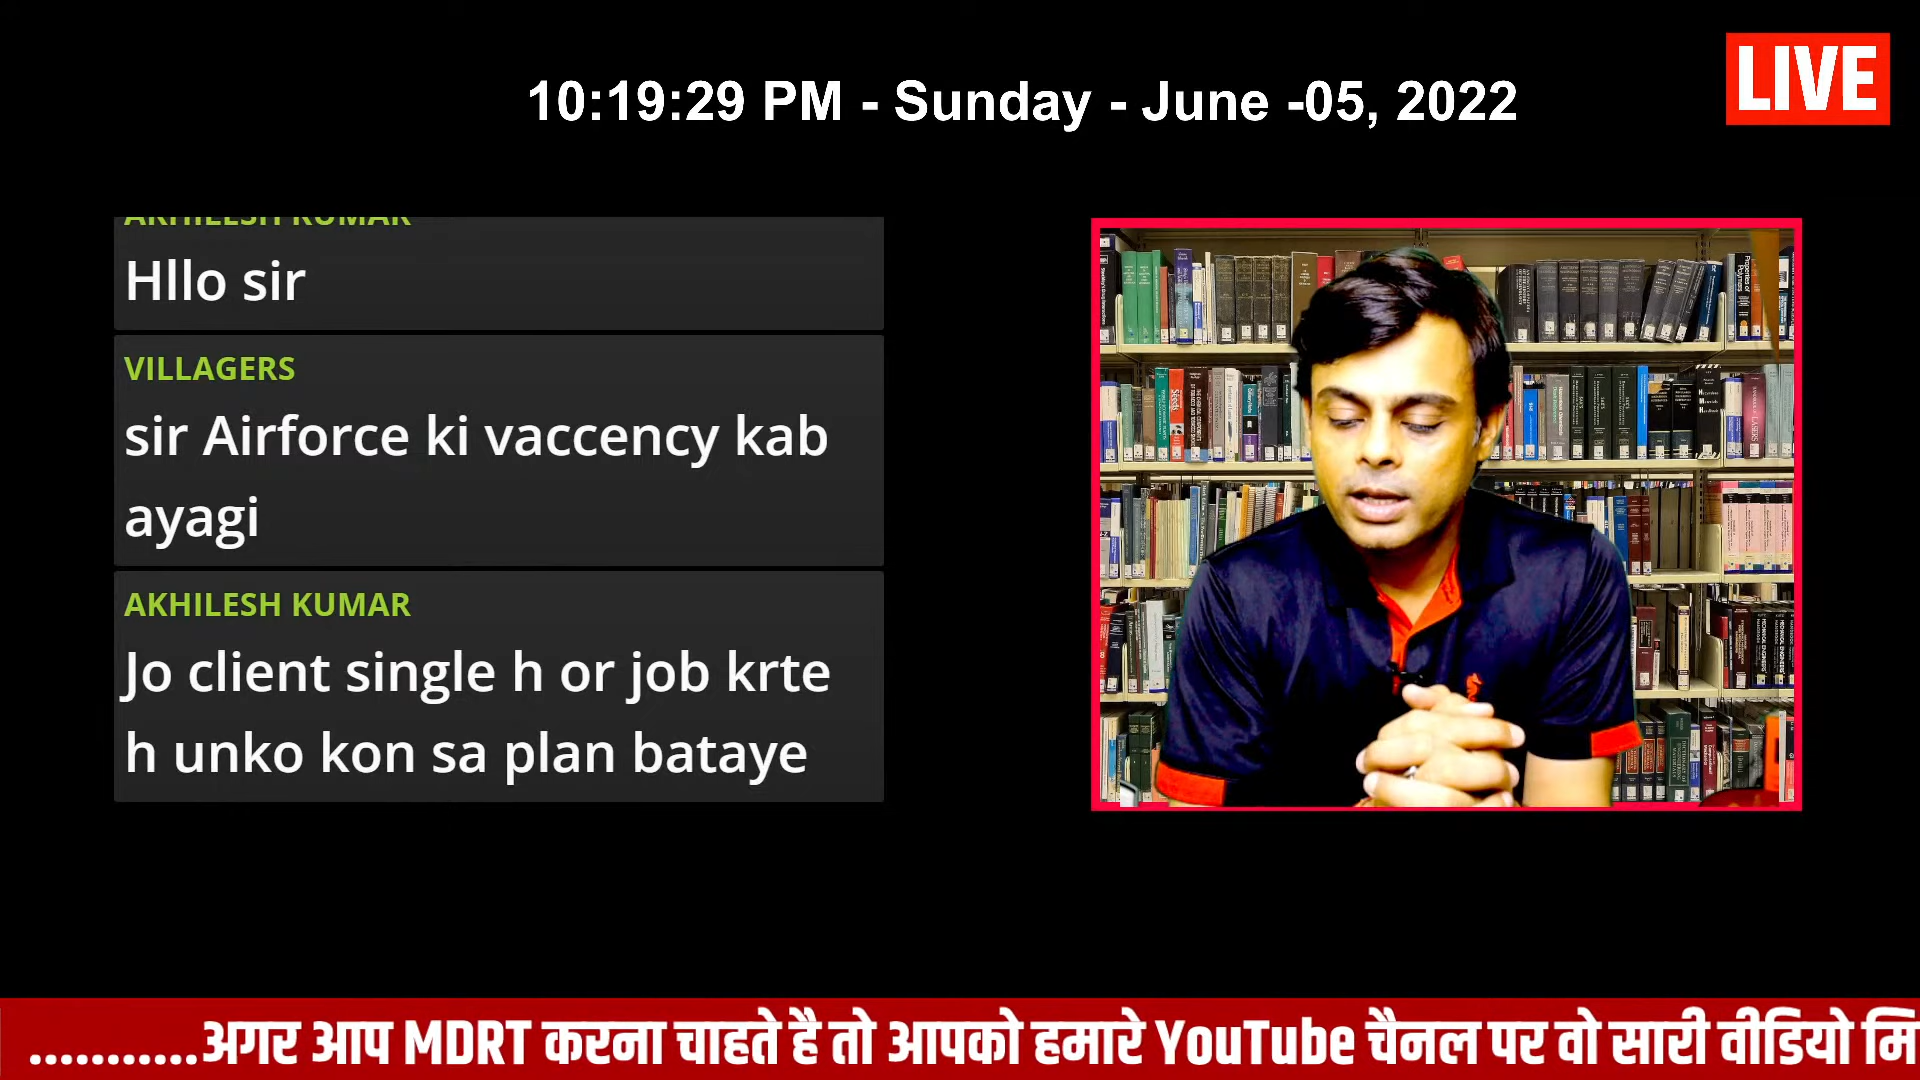 10:19:29 PM - Sunday - June -05, 2022
LIVE
AKHILESH KUMAR
Hllo sir
VILLAGERS
sir Airforce ki vaccency kab
ayagi
AKHILESH KUMAR
Jo client single h or job krte
h unko kon sa plan bataye
...........अगर आप MDRT करना चाहते है तो आपको हमारे YouTube चैनल पर वो सारी वीडियो मि